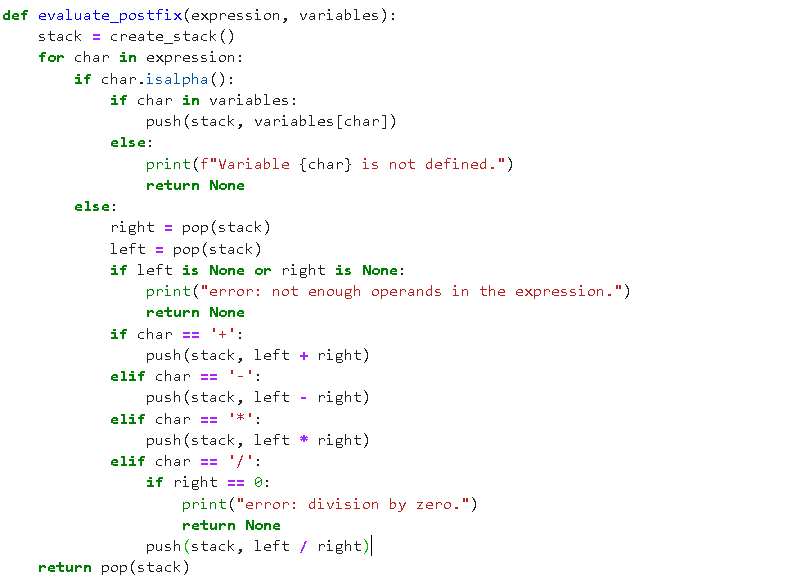 def evaluate_postfix(expression, variables):
    stack = create_stack()
    for char in expression:
        if char.isalpha():
            if char in variables:
                push(stack, variables[char])
            else:
                print(f"Variable {char} is not defined.")
                return None
        else:
            right = pop(stack)
            left = pop(stack)
            if left is None or right is None:
                print("error: not enough operands in the expression.")
                return None
            if char == '+':
                push(stack, left + right)
            elif char == '-':
                push(stack, left - right)
            elif char == '*':
                push(stack, left * right)
            elif char == '/':
                if right == 0:
                    print("error: division by zero.")
                    return None
                push(stack, left / right)
    return pop(stack)